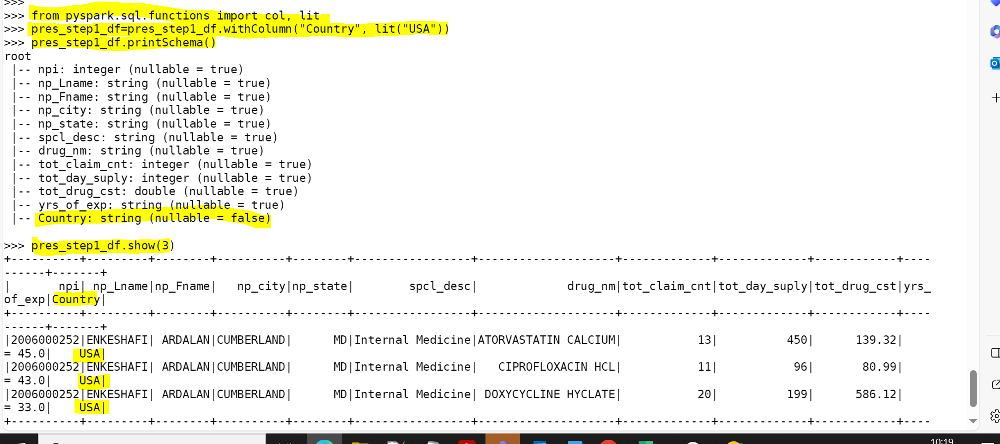 >>>
>>> from pyspark.sql.functions import col, lit
>>> pres_step1_df=pres_step1_df.withColumn("Country", lit("USA"))
>>> pres_step1_df.printSchema()
root
 |-- npi: integer (nullable = true)
 |-- np_Lname: string (nullable = true)
 |-- np_Fname: string (nullable = true)
 |-- np_city: string (nullable = true)
 |-- np_state: string (nullable = true)
 |-- spcl_desc: string (nullable = true)
 |-- drug_nm: string (nullable = true)
 |-- tot_claim_cnt: integer (nullable = true)
 |-- tot_day_suply: integer (nullable = true)
 |-- tot_drug_cst: double (nullable = true)
 |-- yrs_of_exp: string (nullable = true)
 |-- Country: string (nullable = false)
>>> pres_step1_df.show(3)
+----------+---------+--------+----------+--------+-----------------+--------------------+-------------+-------------+------------+----
------+-------+
|       npi| np_Lname|np_Fname|   np_city|np_state|        spcl_desc|             drug_nm|tot_claim_cnt|tot_day_suply|tot_drug_cst|yrs_
of_exp|Country|
+----------+---------+--------+----------+--------+-----------------+--------------------+-------------+-------------+------------+----
------+-------+
|2006000252|ENKESHAFI| ARDALAN|CUMBERLAND|      MD|Internal Medicine|ATORVASTATIN CALCIUM|           13|          450|      139.32|
= 45.0|    USA|
|2006000252|ENKESHAFI| ARDALAN|CUMBERLAND|      MD|Internal Medicine|   CIPROFLOXACIN HCL|           11|           96|       80.99|
= 43.0|    USA|
|2006000252|ENKESHAFI| ARDALAN|CUMBERLAND|      MD|Internal Medicine| DOXYCYCLINE HYCLATE|           20|          199|      586.12|
= 33.0|    USA|
+----------+---------+--------+----------+--------+-----------------+--------------------+-------------+-------------+------------+----
10:19